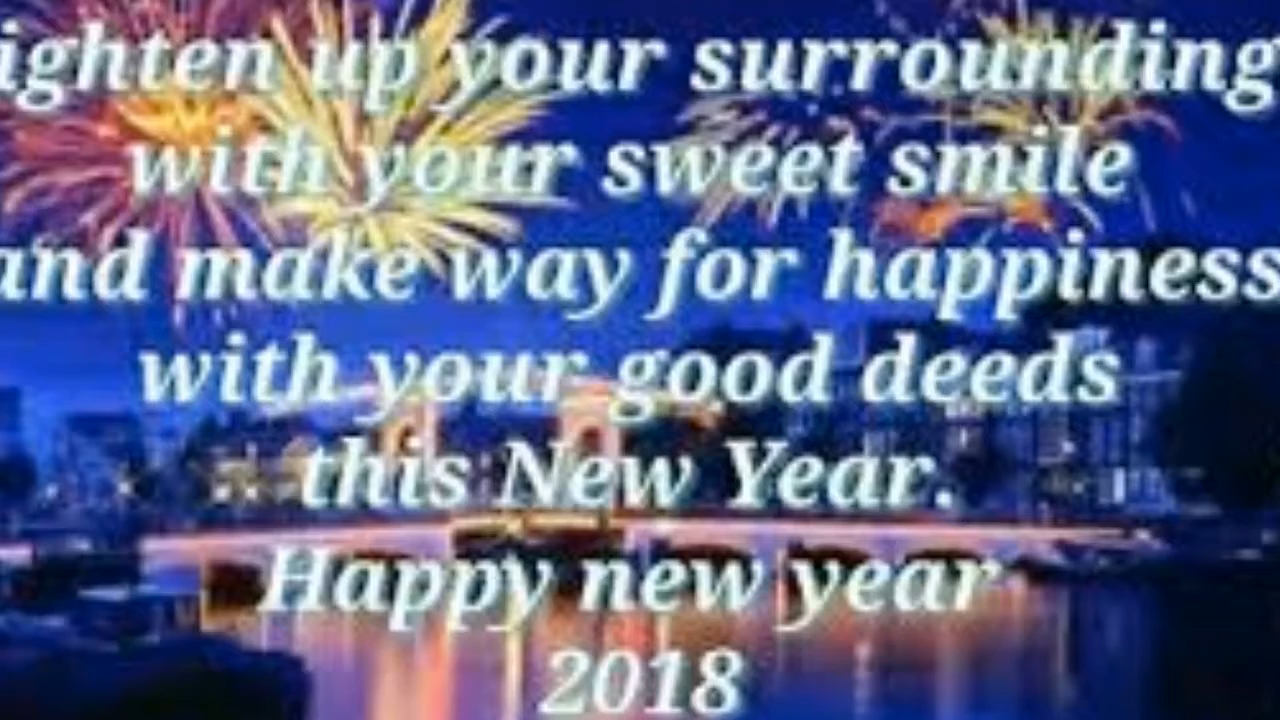 ighten up your surrounding
with your sweet smile
and make way for happiness
with your good deeds
this New Year.
Happy new year
2018